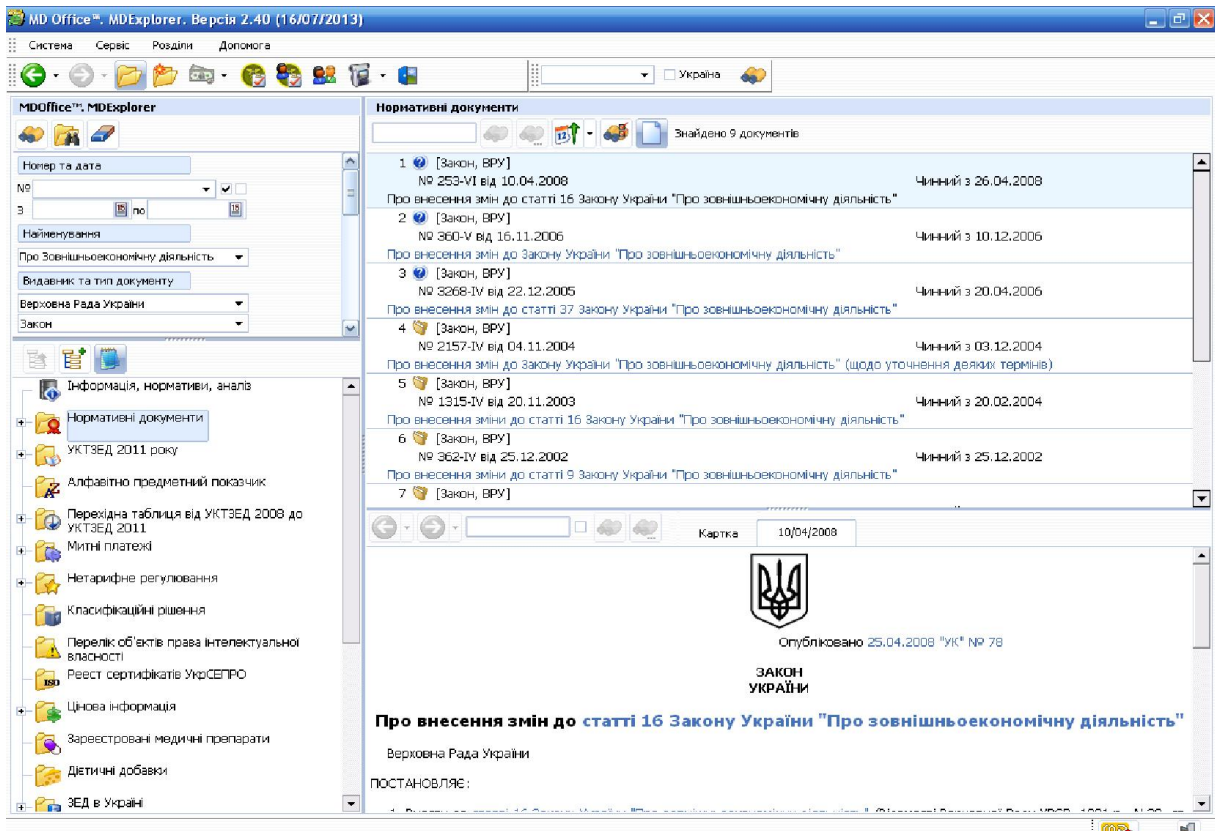 MD Office™. MDExplorer. Версія 2.40 (16/07/2013)
Система Сервіс Розділи Допомога
Україна
MDOffice™. MDExplorer
Номер та дата
№
З по
Найменування
Про Зовнішньоекономічну діяльність
Видавник та тип документу
Верховна Рада України
Закон
Інформація, нормативи, аналіз
Нормативні документи
УКТЗЕД 2011 року
Алфавітно предметний показчик
Перехідна таблиця від УКТЗЕД 2008 до
УКТЗЕД 2011
Митні платежі
Нетарифне регулювання
Класифікаційні рішення
Перелік об'єктів права інтелектуальної
власності
Реест сертифікатів УкрСЕПРО
Цінова інформація
Зареєстровані медичні препарати
Дієтичні добавки
ЗЕД в Україні
Нормативні документи
Знайдено 9 документів
1 [Закон, ВРУ]
№ 253-VI від 10.04.2008 Чинний з 26.04.2008
Про внесення змін до статті 16 Закону України "Про зовнішньоекономічну діяльність"
2 [Закон, ВРУ]
№ 360-V від 16.11.2006 Чинний з 10.12.2006
Про внесення змін до Закону України "Про зовнішньоекономічну діяльність"
3 [Закон, ВРУ]
№ 3268-IV від 22.12.2005 Чинний з 20.04.2006
Про внесення змін до статті 37 Закону України "Про зовнішньоекономічну діяльність"
4 [Закон, ВРУ]
№ 2157-IV від 04.11.2004 Чинний з 03.12.2004
Про внесення змін до Закону України "Про зовнішньоекономічну діяльність" (щодо уточнення деяких термінів)
5 [Закон, ВРУ]
№ 1315-IV від 20.11.2003 Чинний з 20.02.2004
Про внесення зміни до статті 16 Закону України "Про зовнішньоекономічну діяльність"
6 [Закон, ВРУ]
№ 362-IV від 25.12.2002 Чинний з 25.12.2002
Про внесення зміни до статті 9 Закону України "Про зовнішньоекономічну діяльність"
7 [Закон, ВРУ]
Картка 10/04/2008
Опубліковано 25.04.2008 "УК" № 78
ЗАКОН
УКРАЇНИ
Про внесення змін до статті 16 Закону України "Про зовнішньоекономічну діяльність"
Верховна Рада України
ПОСТАНОВЛЯЄ: